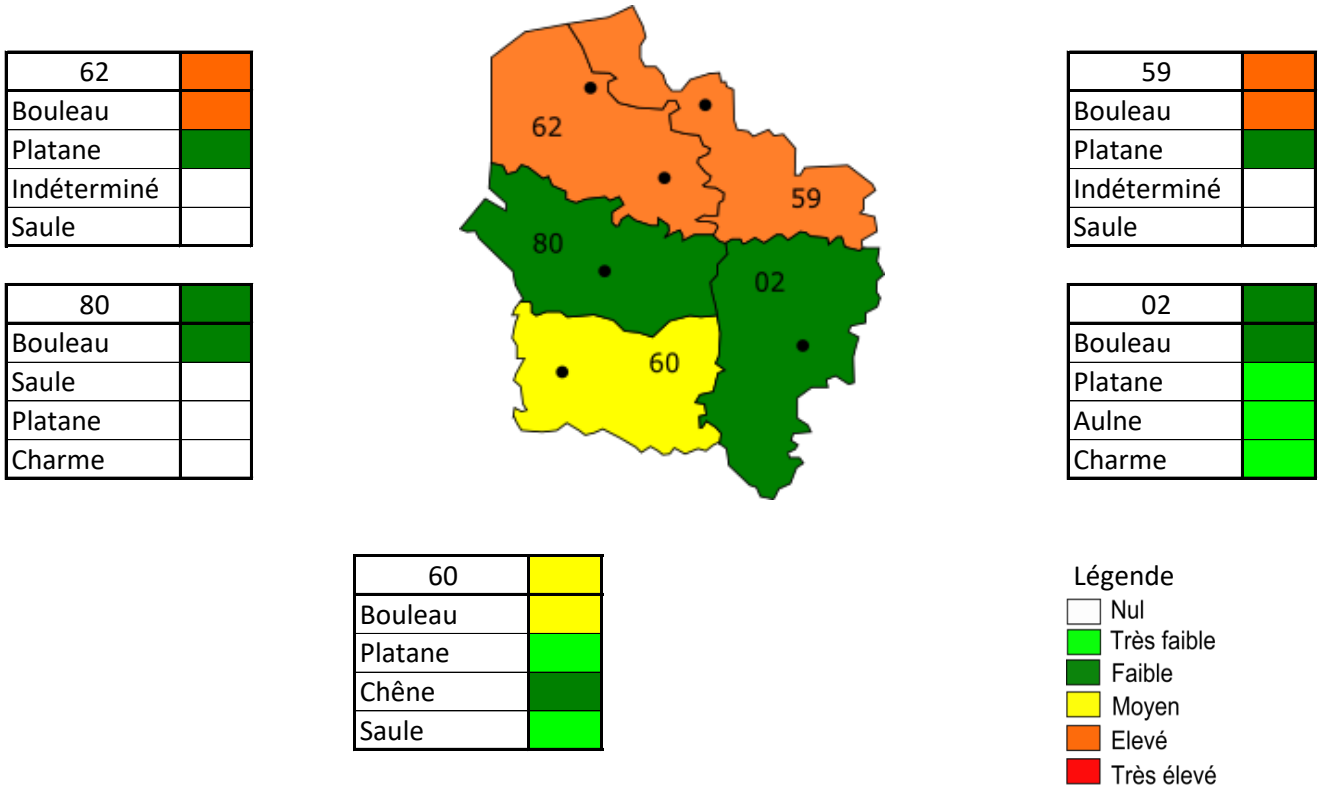 62
Bouleau
Platane
Indéterminé
Saule
80
Bouleau
Saule
Platane
Charme
62
59
80
02
60
59
Bouleau
Platane
Indéterminé
Saule
02
Bouleau
Platane
Aulne
Charme
60
Bouleau
Platane
Chêne
Saule
Légende
Nul
Très faible
Faible
Moyen
Elevé
Très élevé